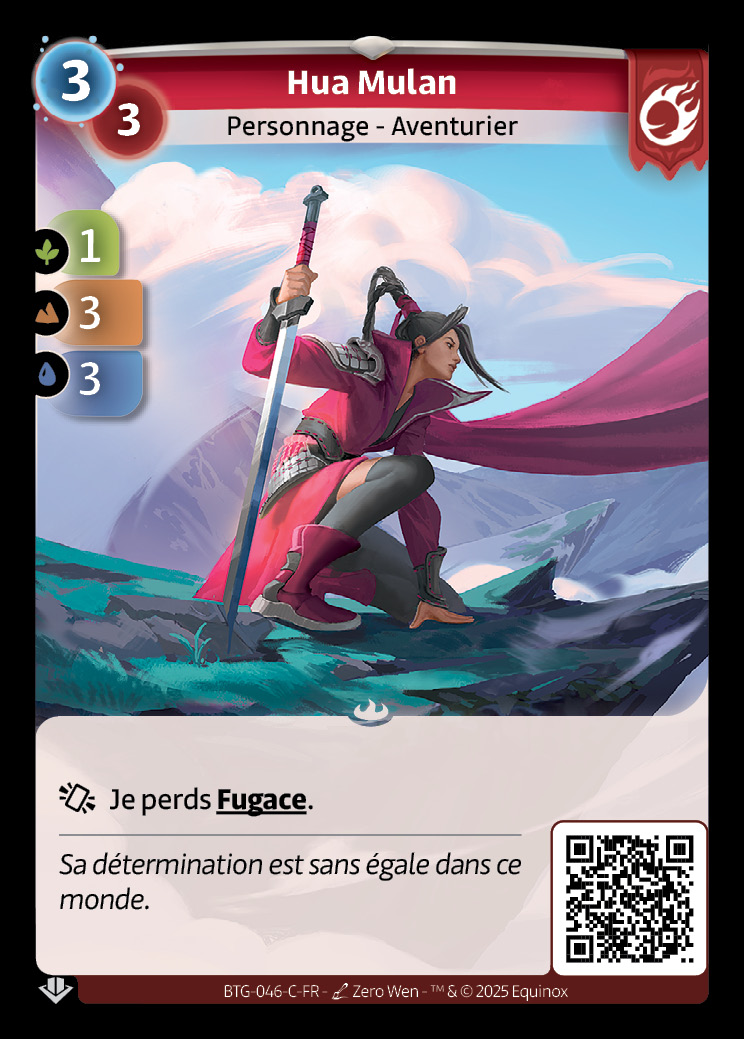 3
3
Hua Mulan
Personnage - Aventurier
1
3
3
Je perds Fugace.
Sa détermination est sans égale dans ce
monde.
BTG-046-C-FR - Zero Wen - ™ & © 2025 Equinox